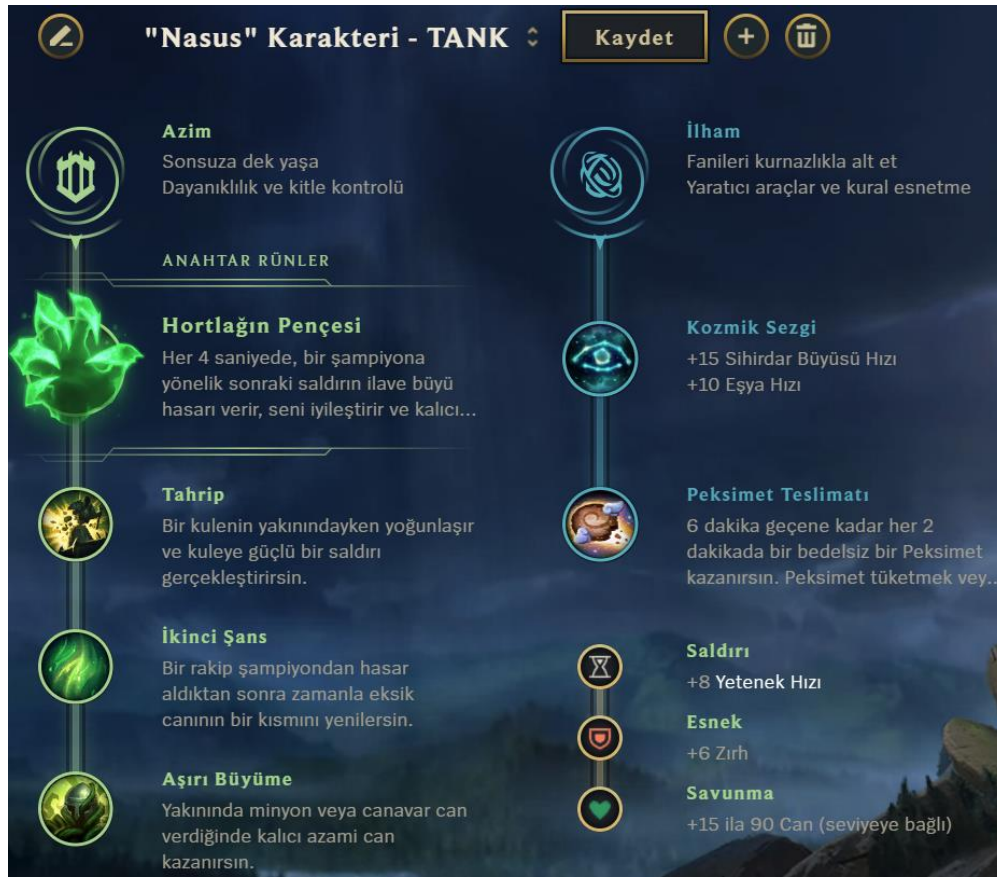 "Nasus" Karakteri - TANK
Kaydet
Azim
Sonsuza dek yaşa
Dayanıklılık ve kitle kontrolü
ANAHTAR RÜNLER
Hortlağın Pençesi
Her 4 saniyede, bir şampiyona
yönelik sonraki saldırın ilave büyü
hasarı verir, seni iyileştirir ve kalıcı...
Tahrip
Bir kulenin yakınındayken yoğunlaşır
ve kuleye güçlü bir saldırı
gerçekleştirirsin.
İkinci Şans
Bir rakip şampiyondan hasar
aldıktan sonra zamanla eksik
canının bir kısmını yenilersin.
Aşırı Büyüme
Yakınında minyon veya canavar can
verdiğinde kalıcı azami can
kazanırsın.
İlham
Fanileri kurnazlıkla alt et
Yaratıcı araçlar ve kural esnetme
Kozmik Sezgi
+15 Sihirdar Büyüsü Hızı
+10 Eşya Hızı
Peksimet Teslimatı
6 dakika geçene kadar her 2
dakikada bir bedelsiz bir Peksimet
kazanırsın. Peksimet tüketmek vey..
Saldırı
+8 Yetenek Hızı
Esnek
+6 Zırh
Savunma
+15 ila 90 Can (seviyeye bağlı)